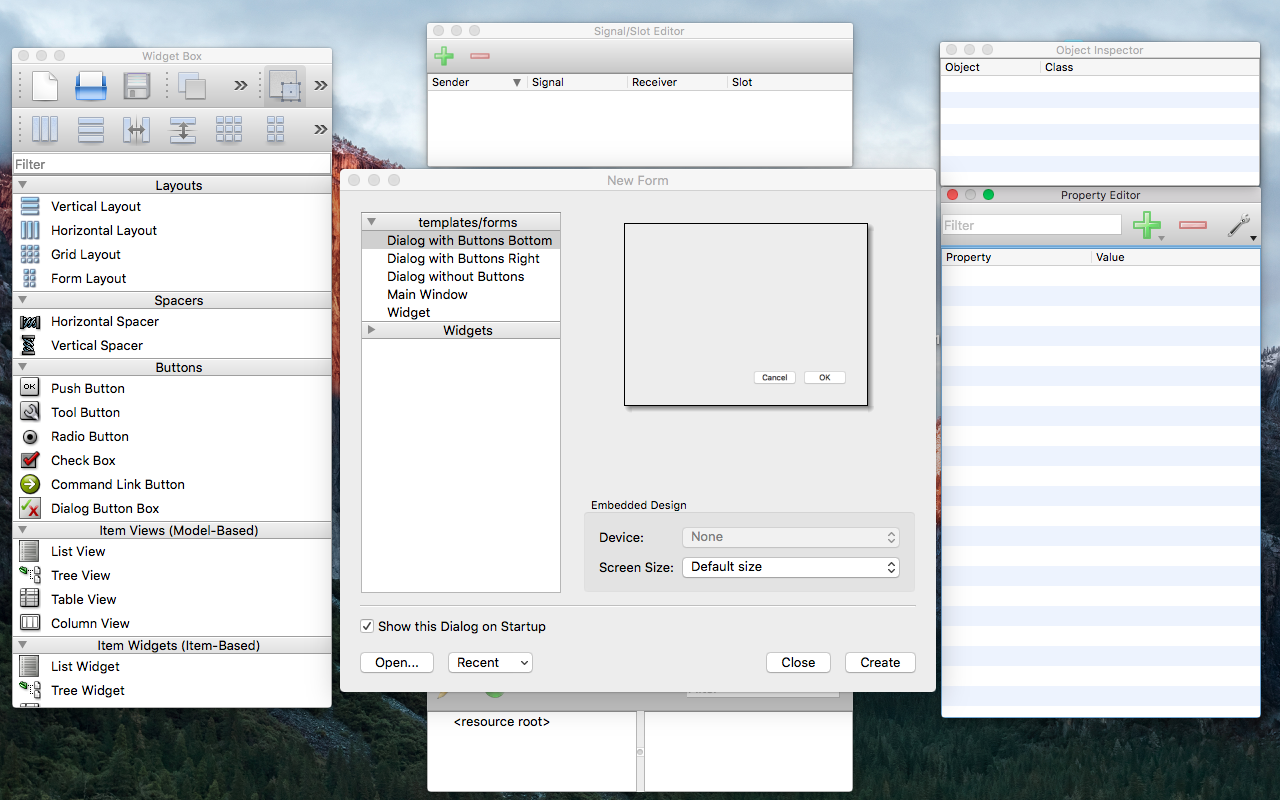 Widget Box
Filter
Layouts
Vertical Layout
Horizontal Layout
Grid Layout
Form Layout
Spacers
Horizontal Spacer
Vertical Spacer
Buttons
OK Push Button
Tool Button
Radio Button
Check Box
Command Link Button
Dialog Button Box
Item Views (Model-Based)
List View
Tree View
Table View
Column View
Item Widgets (Item-Based)
List Widget
Tree Widget
Signal/Slot Editor
Sender Signal Receiver Slot
New Form
templates/forms
Dialog with Buttons Bottom
Dialog with Buttons Right
Dialog without Buttons
Main Window
Widget
Widgets
Cancel OK
Embedded Design
Device: None
Screen Size: Default size
Show this Dialog on Startup
Open... Recent Close Create
<resource root>
Object Inspector
Object Class
Property Editor
Filter
Property Value